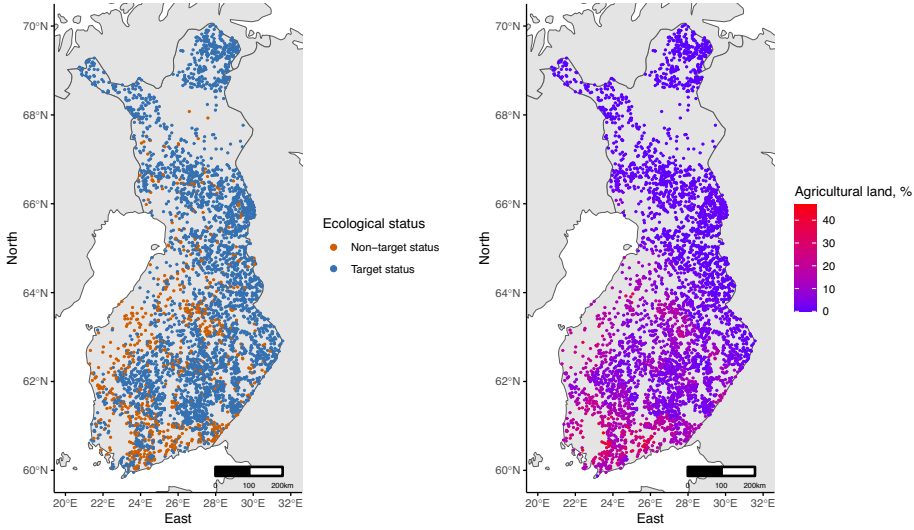 70°N
68°N
66°N
64°N
62°N
60°N
North
20°E 22°E 24°E 26°E 28°E 30°E 32°E
East
0 100 200km
Ecological status
Non−target status
Target status
70°N
68°N
66°N
64°N
62°N
60°N
North
20°E 22°E 24°E 26°E 28°E 30°E 32°E
East
0 100 200km
Agricultural land, %
40
30
20
10
0